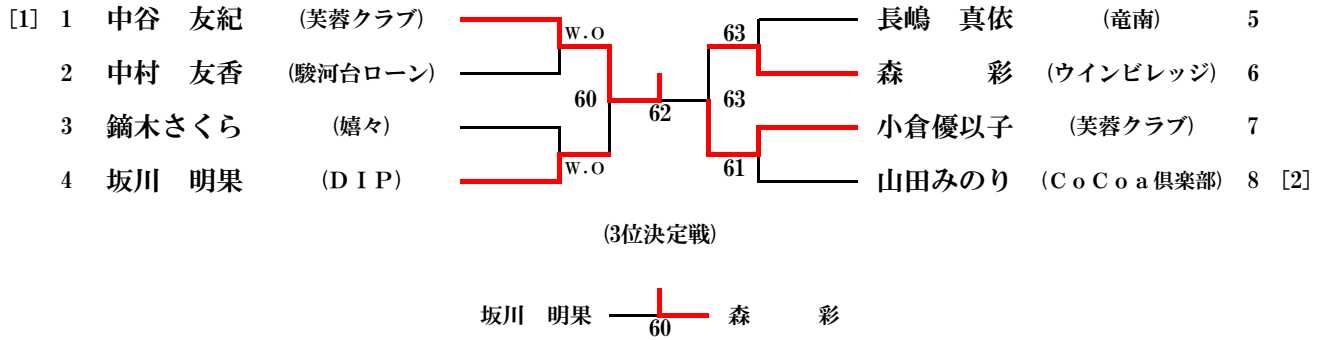 [1] 1 中谷　友紀 (芙蓉クラブ) W.O 63 長嶋　真依 (竜南) 5
2 中村　友香 (駿河台ローン) 森　　彩 (ウインビレッジ) 6
60 62 63
3 鏑木さくら (嬉々) 小倉優以子 (芙蓉クラブ) 7
W.O 61
4 坂川　明果 (ＤＩＰ) 山田みのり (ＣｏＣｏａ倶楽部) 8 [2]
(3位決定戦)
坂川　明果 60 森　　彩